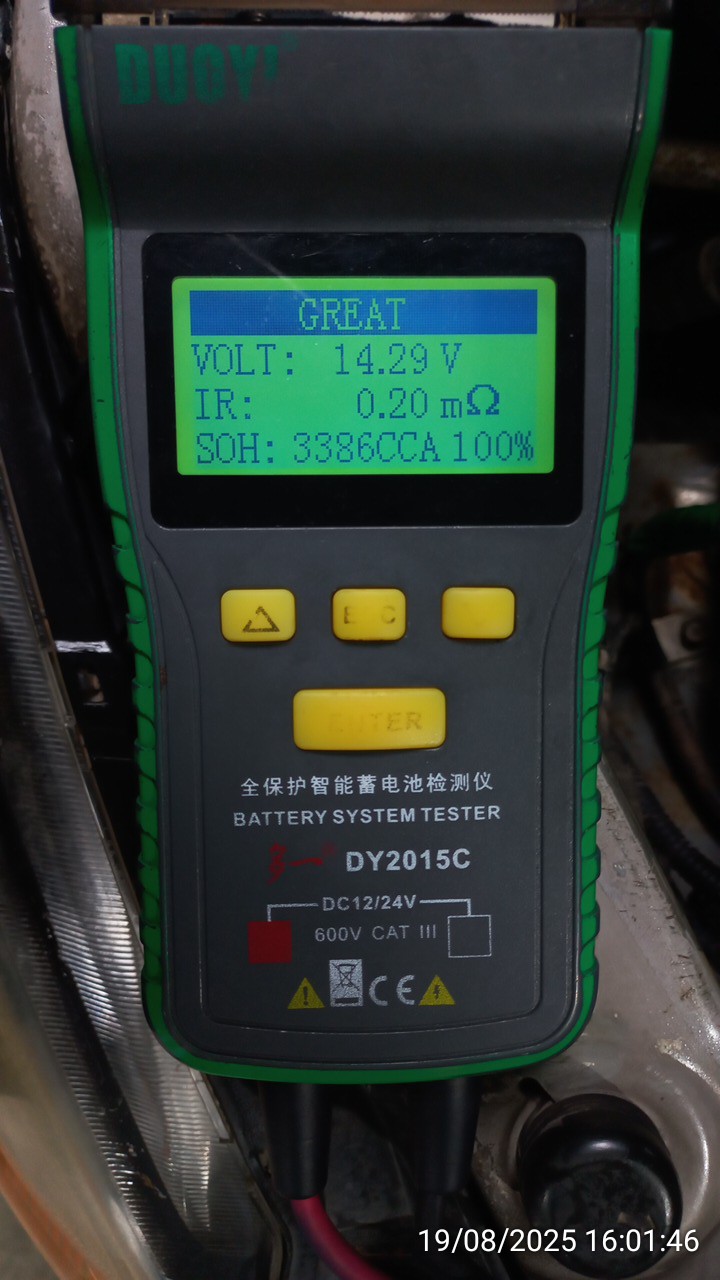 DUOYI
GREAT
VOLT: 14.29 V
IR: 0.20 mΩ
SOH: 3386CCA 100%
E C
ENTER
全保护智能蓄电池检测仪
BATTERY SYSTEM TESTER
DY2015C
DC12/24V
600V CAT III
CE
19/08/2025 16:01:46